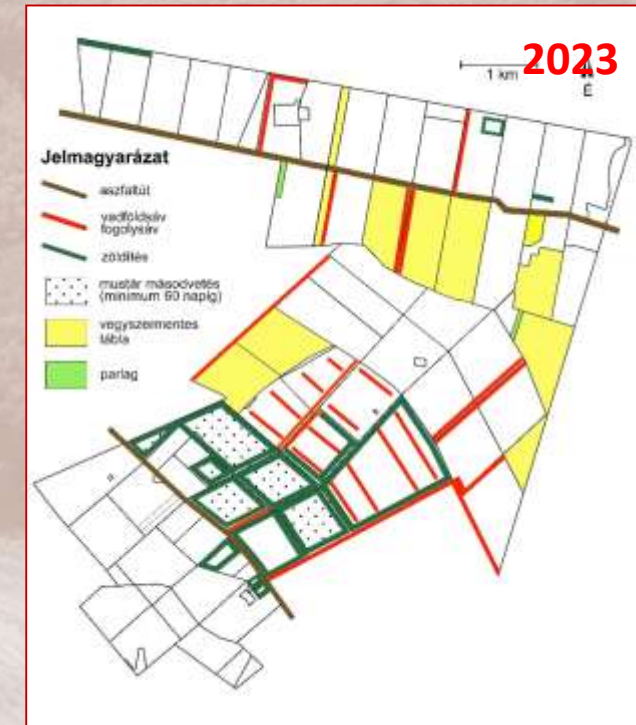 2023
1 km
É
Jelmagyarázat
aszfaltút
vadföldsáv
fogolysáv
zöldítés
mustár másodvetés
(minimum 60 napig)
vegyszermentes
tábla
parlag